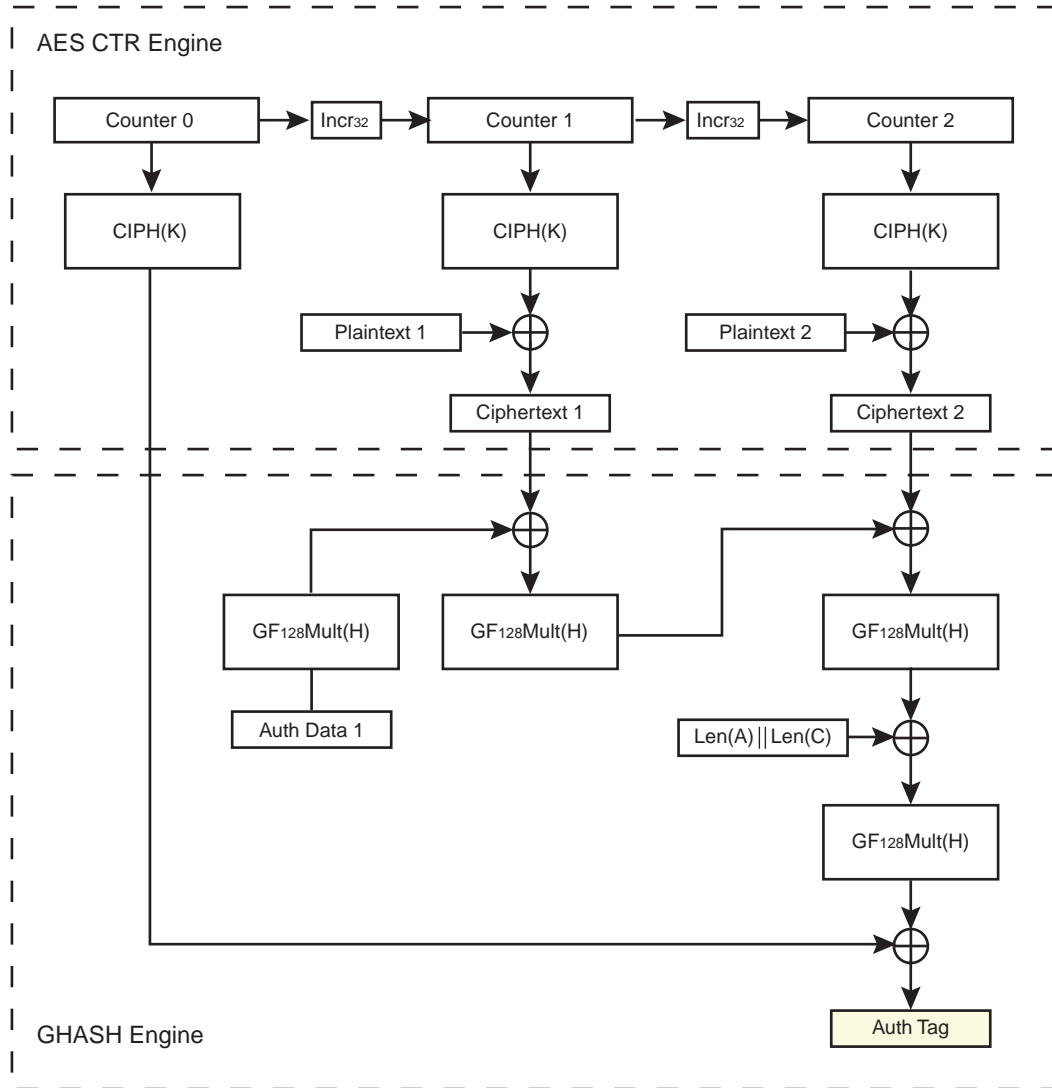 AES CTR Engine
Counter 0
Incr32
Counter 1
Incr32
Counter 2
CIPH(K)
CIPH(K)
CIPH(K)
Plaintext 1
Plaintext 2
Ciphertext 1
Ciphertext 2
GF128Mult(H)
GF128Mult(H)
GF128Mult(H)
Auth Data 1
Len(A)||Len(C)
GF128Mult(H)
Auth Tag
GHASH Engine